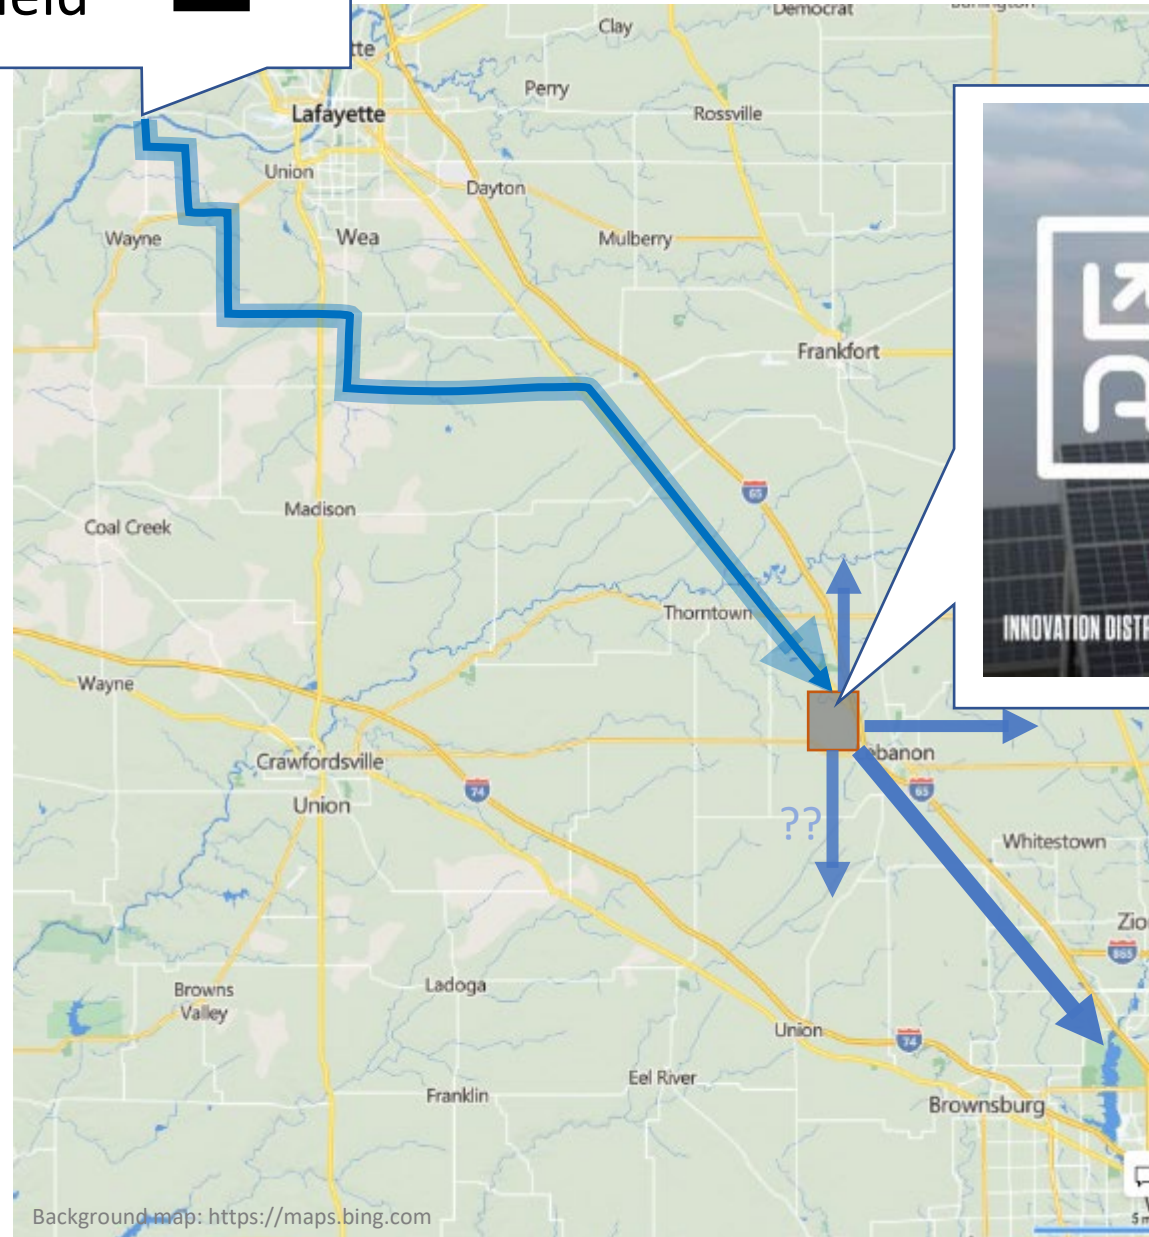 Democrat
Clay
Perry
Lafayette
Rossville
Union
Dayton
Wayne
Wea
Mulberry
Frankfort
65
Madison
Coal Creek
Thorntown
INNOVATION DISTR
Wayne
ebanon
Crawfordsville
74
65
Union
??
Whitestown
Zio
865
Ladoga
Browns
Valley
Union
74
Eel River
Franklin
Brownsburg
Background map: https://maps.bing.com